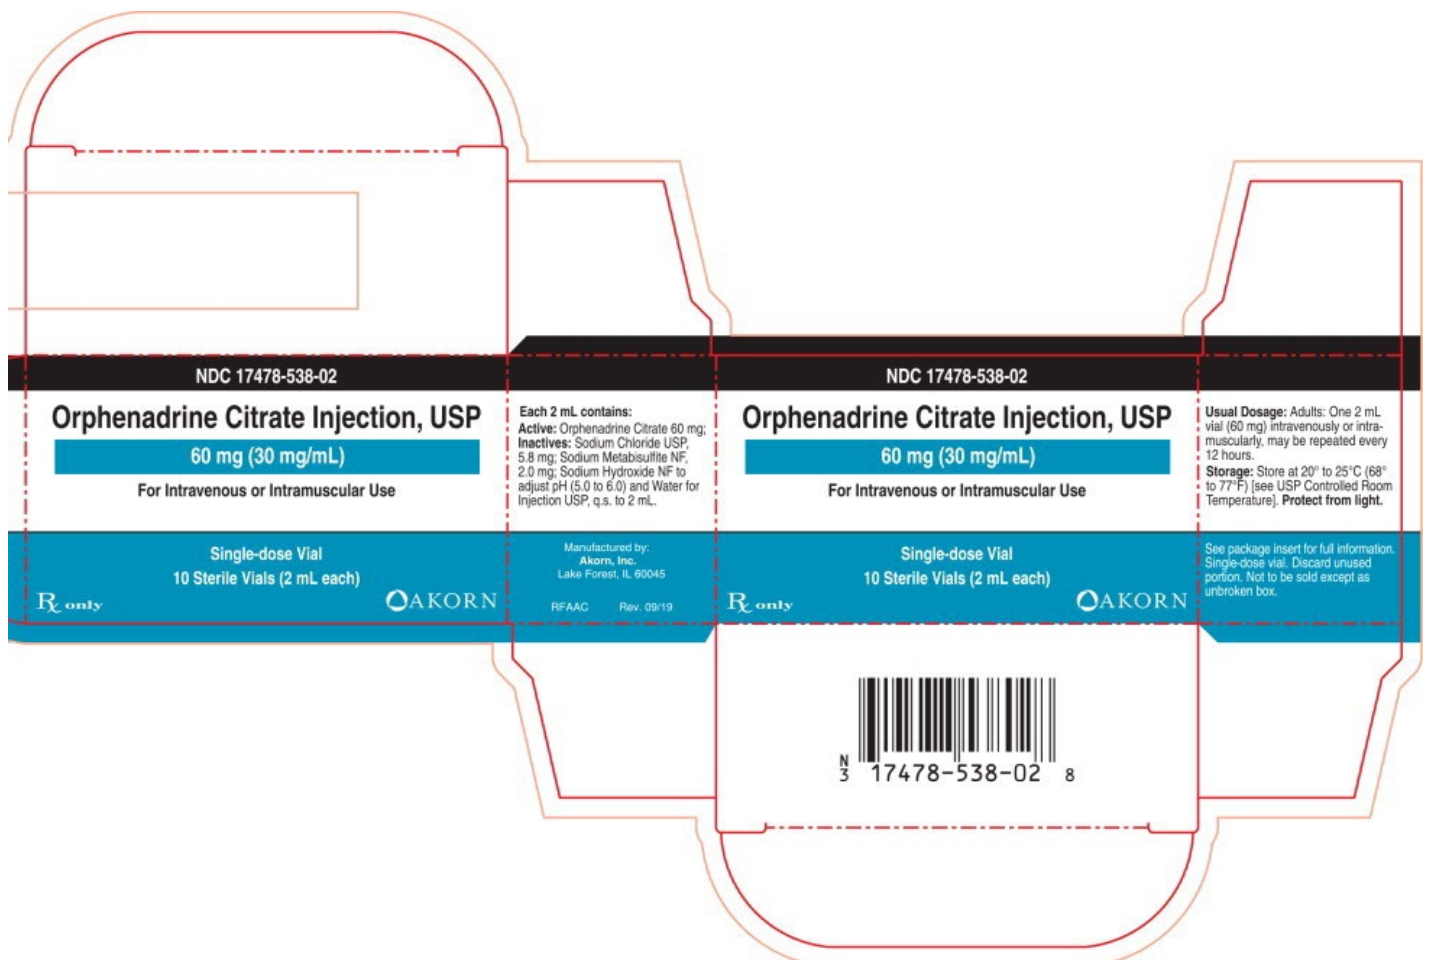 NDC 17478-538-02
Orphenadrine Citrate Injection, USP
60 mg (30 mg/mL)
For Intravenous or Intramuscular Use
Single-dose Vial
10 Sterile Vials (2 mL each)
Rx only
AKORN
Each 2 mL contains:
Active: Orphenadrine Citrate 60 mg;
Inactives: Sodium Chloride USP,
5.8 mg; Sodium Metabisulfite NF,
2.0 mg; Sodium Hydroxide NF to
adjust pH (5.0 to 6.0) and Water for
Injection USP, q.s. to 2 mL.
Manufactured by:
Akorn, Inc.
Lake Forest, IL 60045
RFAAC Rev. 09/19
NDC 17478-538-02
Orphenadrine Citrate Injection, USP
60 mg (30 mg/mL)
For Intravenous or Intramuscular Use
Single-dose Vial
10 Sterile Vials (2 mL each)
Rx only
AKORN
Usual Dosage: Adults: One 2 mL
vial (60 mg) intravenously or intra-
muscularly, may be repeated every
12 hours.
Storage: Store at 20° to 25°C (68°
to 77°F) [see USP Controlled Room
Temperature]. Protect from light.
See package insert for full information.
Single-dose vial. Discard unused
portion. Not to be sold except as
unbroken box.
N
3 17478-538-02 8